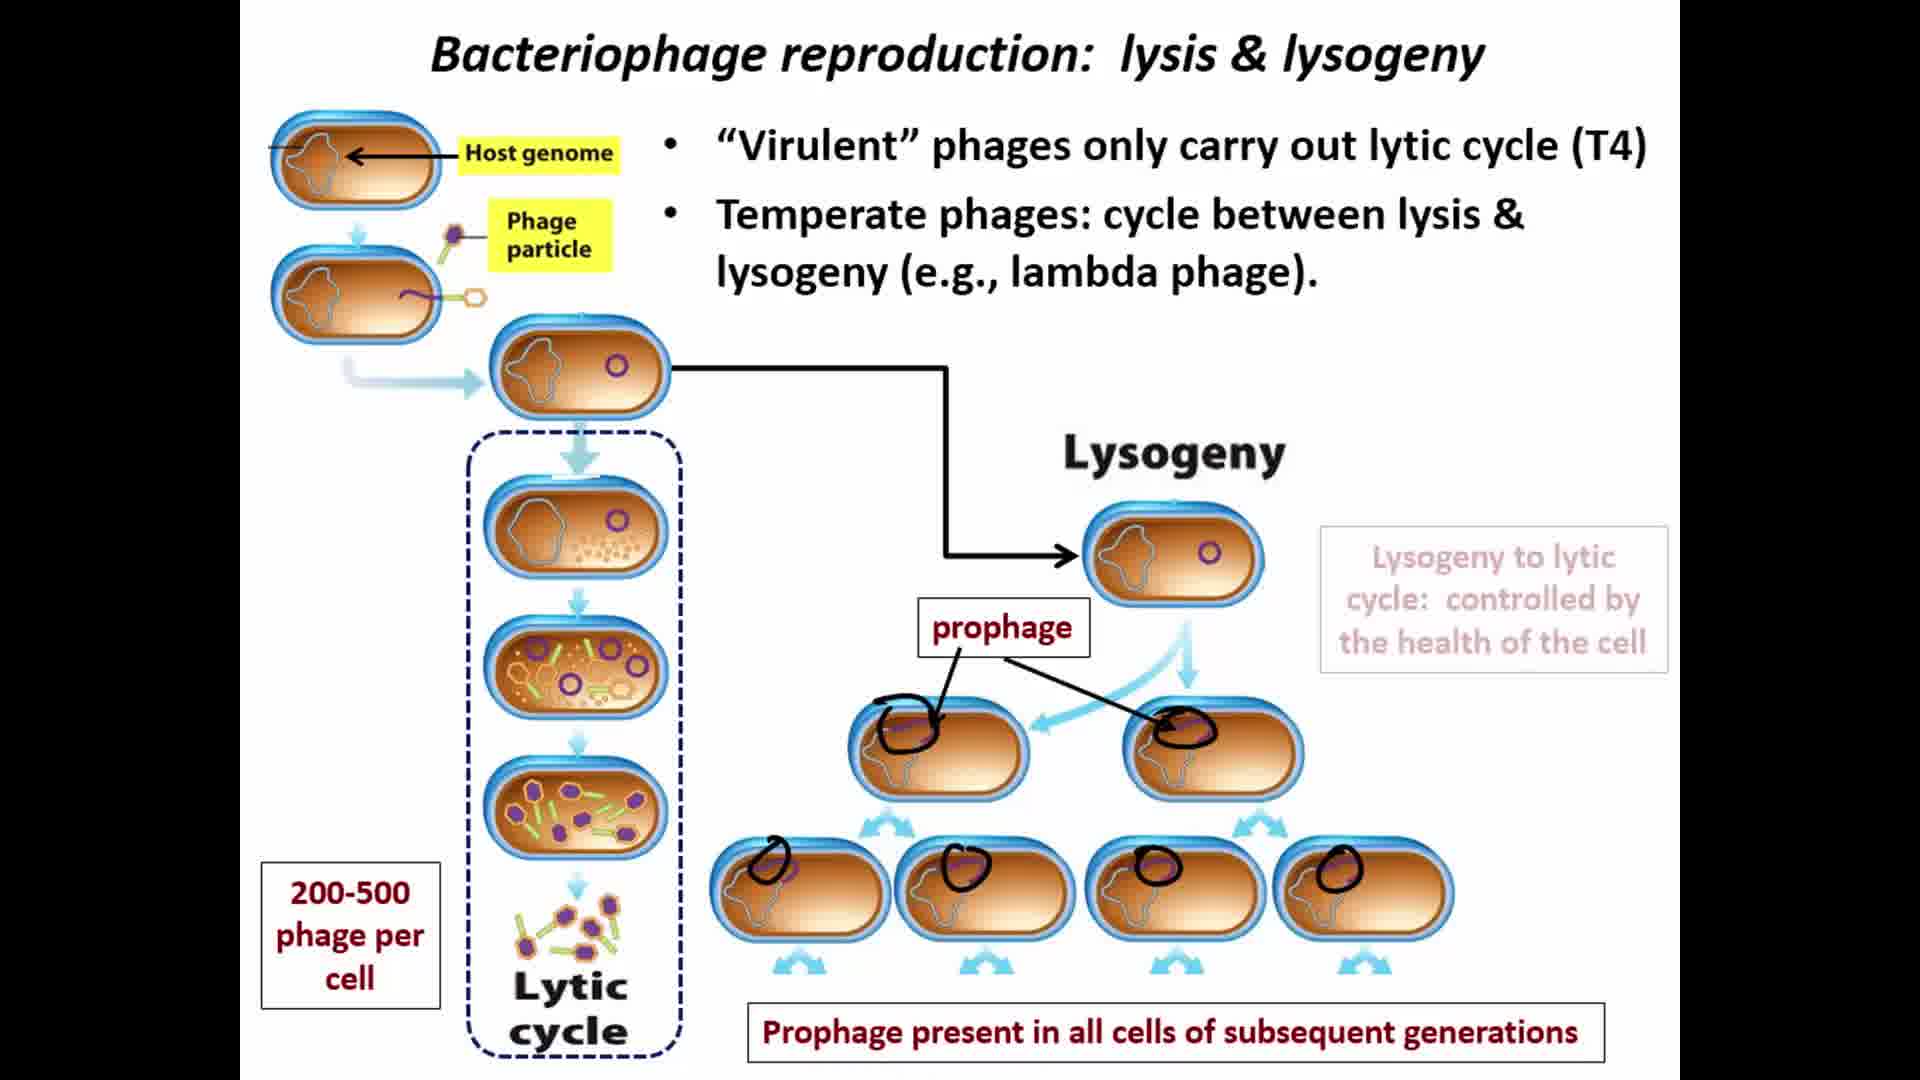 Bacteriophage reproduction: lysis & lysogeny
Host genome
Phage
particle
• “Virulent” phages only carry out lytic cycle (T4)
• Temperate phages: cycle between lysis &
lysogeny (e.g., lambda phage).
Lysogeny
Lysogeny to lytic
cycle: controlled by
the health of the cell
prophage
200-500
phage per
cell
Lytic
cycle
Prophage present in all cells of subsequent generations